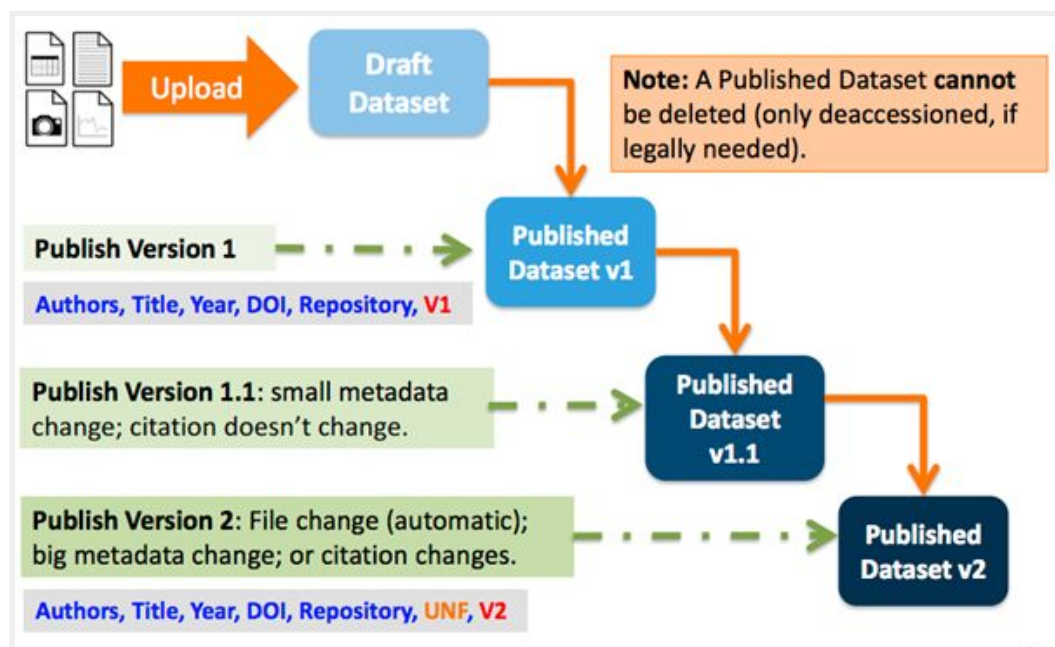 Upload
Draft
Dataset
Note: A Published Dataset cannot
be deleted (only deaccessioned, if
legally needed).
Publish Version 1
Published
Dataset v1
Authors, Title, Year, DOI, Repository, V1
Publish Version 1.1: small metadata
change; citation doesn’t change.
Published
Dataset
v1.1
Publish Version 2: File change (automatic);
big metadata change; or citation changes.
Published
Dataset v2
Authors, Title, Year, DOI, Repository, UNF, V2